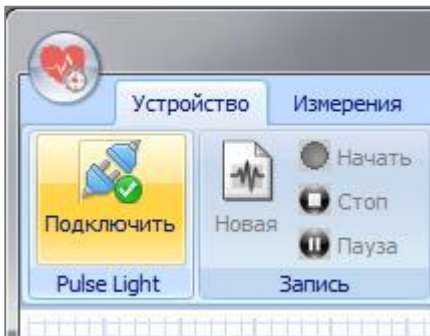 Устройство Измерения
Подключить
Новая
Начать
Стоп
Пауза
Pulse Light
Запись